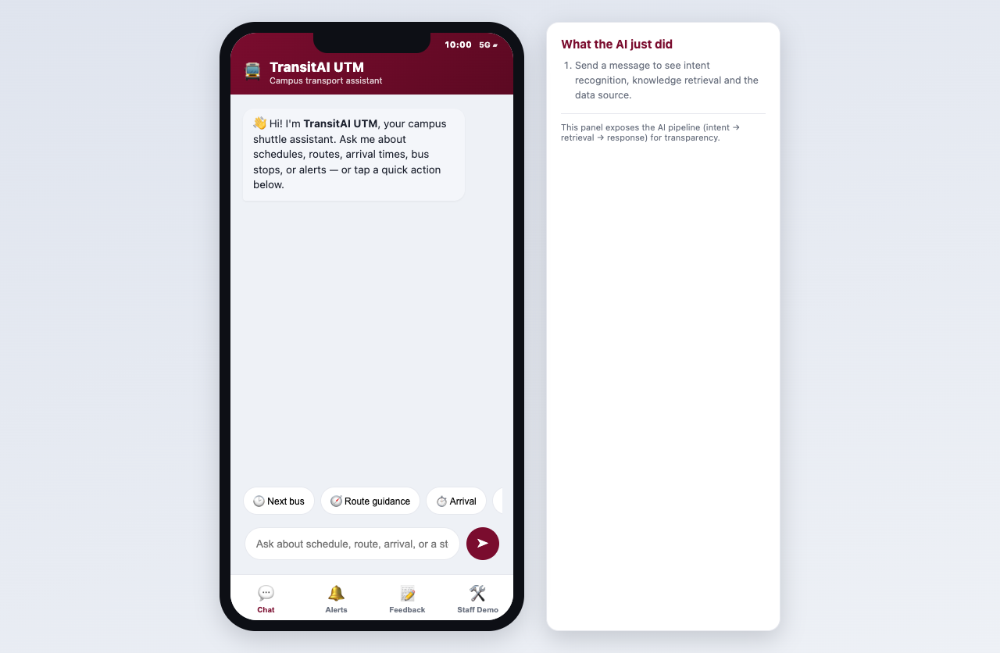 10:00 5G
TransitAI UTM
Campus transport assistant
👋 Hi! I'm TransitAI UTM, your campus
shuttle assistant. Ask me about
schedules, routes, arrival times, bus
stops, or alerts — or tap a quick action
below.
Next bus
Route guidance
Arrival
Ask about schedule, route, arrival, or a st
Chat
Alerts
Feedback
Staff Demo
What the AI just did
1. Send a message to see intent
recognition, knowledge retrieval and the
data source.
This panel exposes the AI pipeline (intent →
retrieval → response) for transparency.